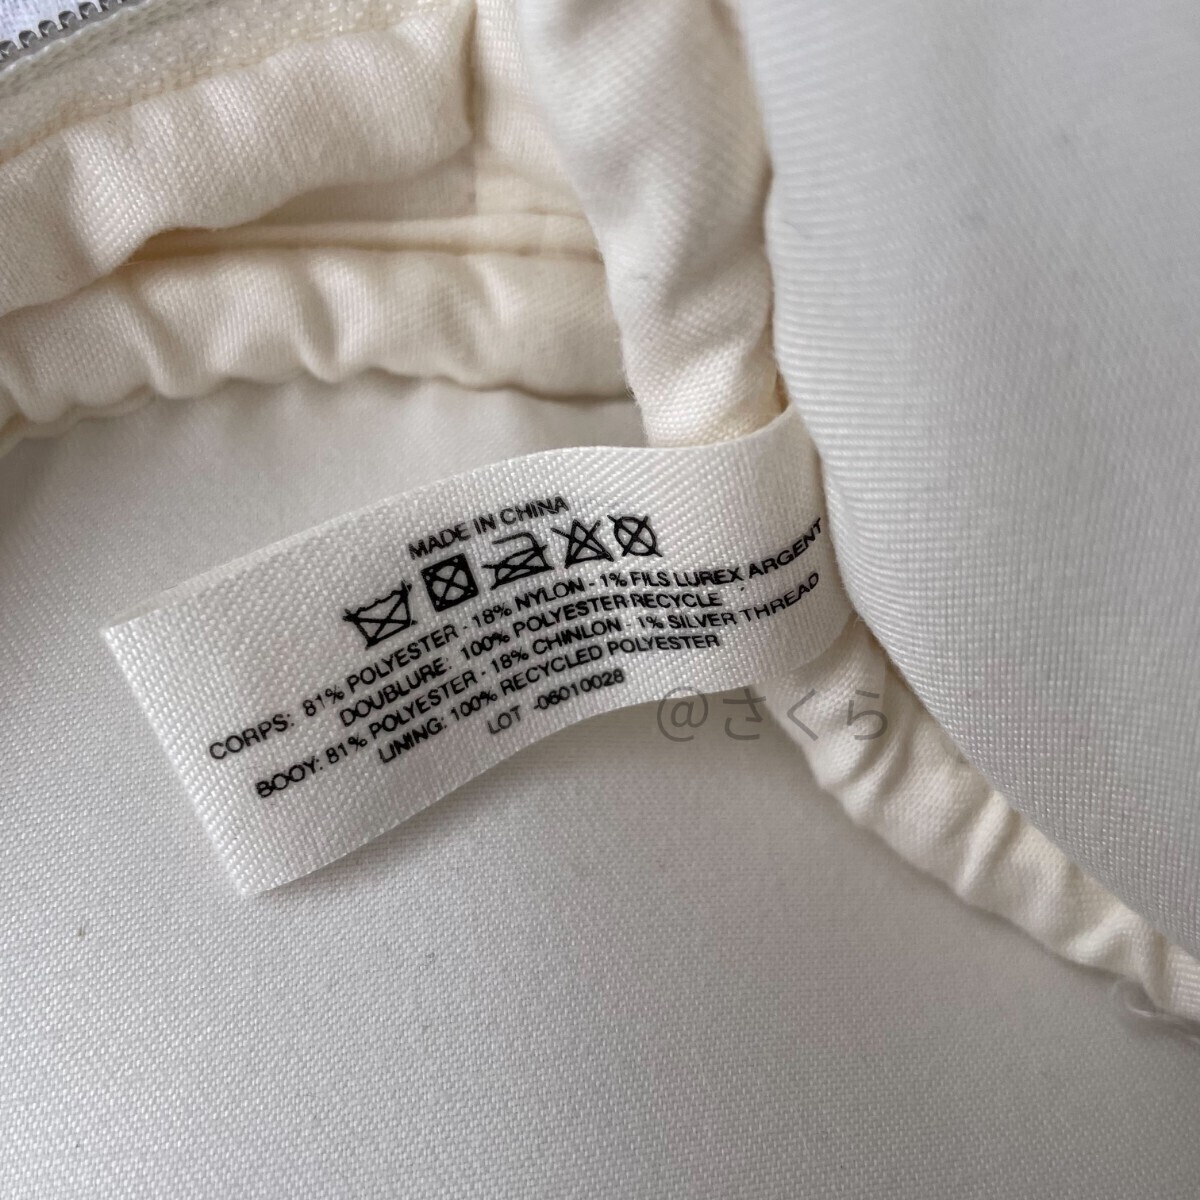 MADE IN CHINA
CORPS: 81% POLYESTER - 18% NYLON - 1% FILS LUREX ARGENT
DOUBLURE: 100% POLYESTER RECYCLE
BOOY: 81% POLYESTER - 18% CHINLON - 1% SILVER THREAD
LINING: 100% RECYCLED POLYESTER
LOT -06010028
@さくら